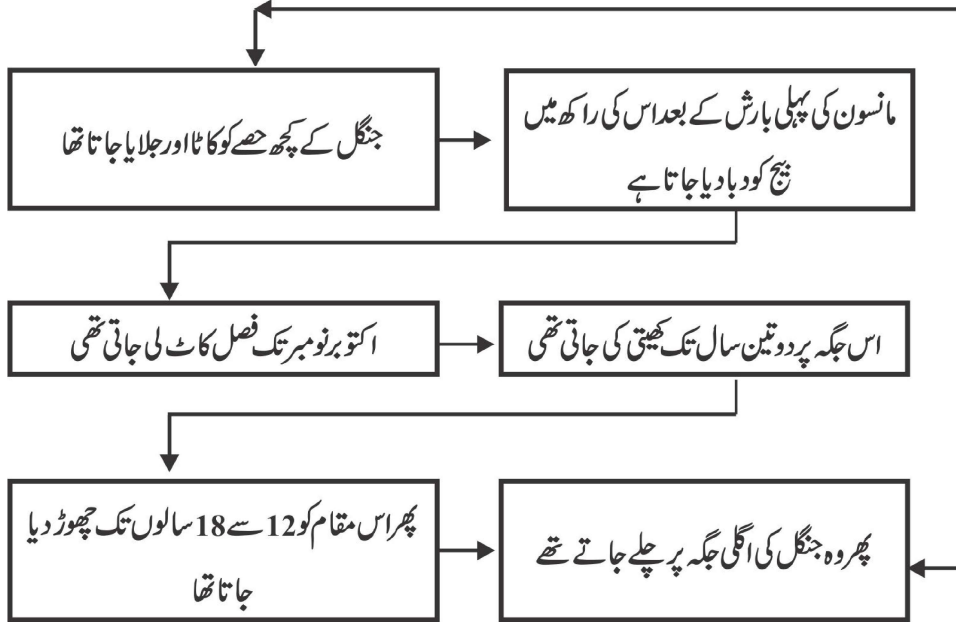 جنگل کے کچھ حصے کو کاٹا اور جلایا جاتا تھا
مانسون کی پہلی بارش کے بعد اس کی راکھ میں
بیج کو دبا دیا جاتا ہے
اکتوبر نومبر تک فصل کاٹ لی جاتی تھی
اس جگہ پر دو تین سال تک کھیتی کی جاتی تھی
پھر اس مقام کو 12 سے 18 سالوں تک چھوڑ دیا
جاتا تھا
پھر وہ جنگل کی اگلی جگہ پر چلے جاتے تھے